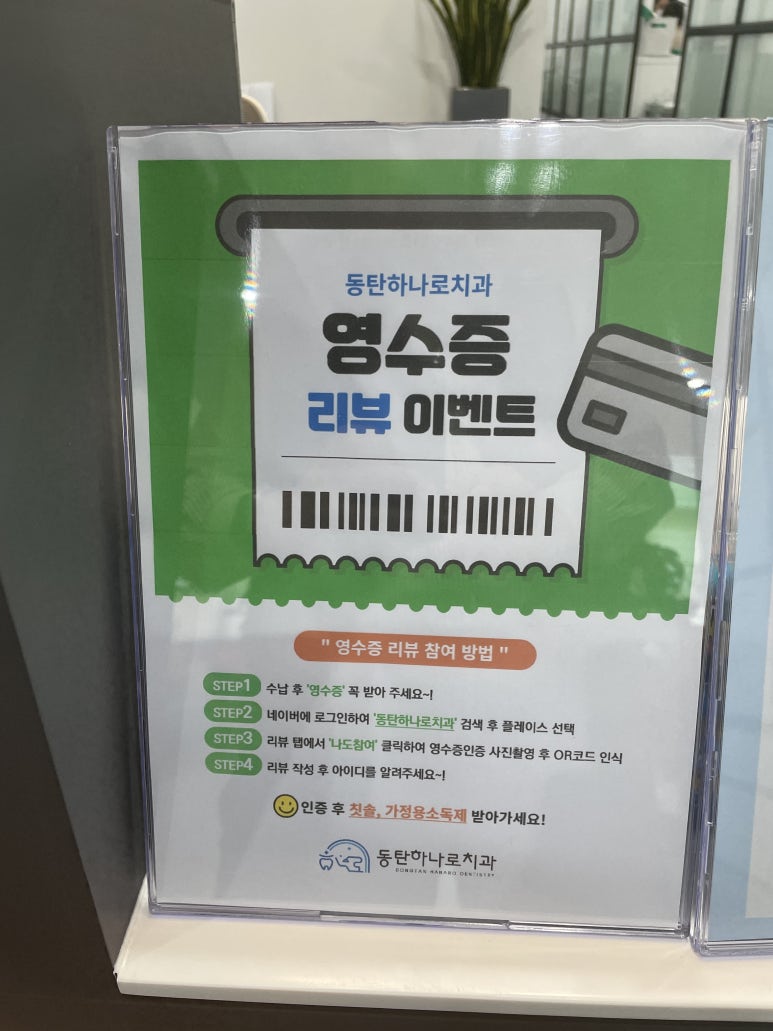 동탄하나로치과
영수증
리뷰 이벤트
" 영수증 리뷰 참여 방법 "
STEP1 수납 후 '영수증' 꼭 받아 주세요~!
STEP2 네이버에 로그인하여 '동탄하나로치과' 검색 후 플레이스 선택
STEP3 리뷰 탭에서 '나도참여' 클릭하여 영수증인증 사진촬영 후 OR코드 인식
STEP4 리뷰 작성 후 아이디를 알려주세요~!
인증 후 칫솔, 가정용소독제 받아가세요!
동탄하나로치과
DONGTAN HANARO DENTISTRY